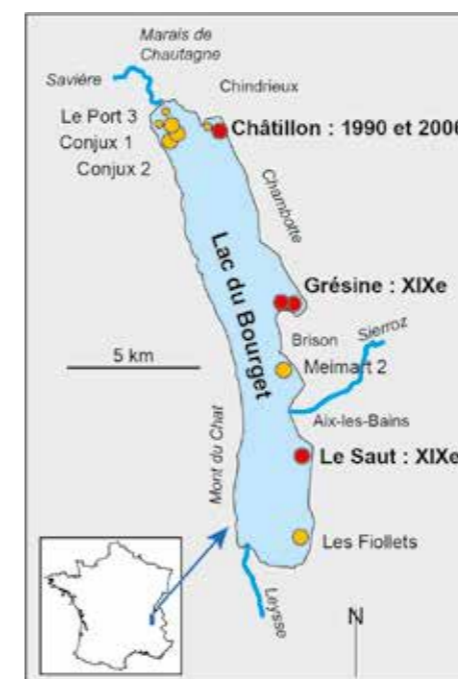 Marais de
Chautagne
Savière
Chindrieux
Le Port 3
Châtillon : 1990 et 2006
Conjux 1
Conjux 2
Chambotte
Lac du Bourget
Grésine : XIXe
Sierroz
Brison
5 km
Meimart 2
Aix-les-Bains
Mont du Chat
Le Saut : XIXe
Les Fiollets
Leysse
N